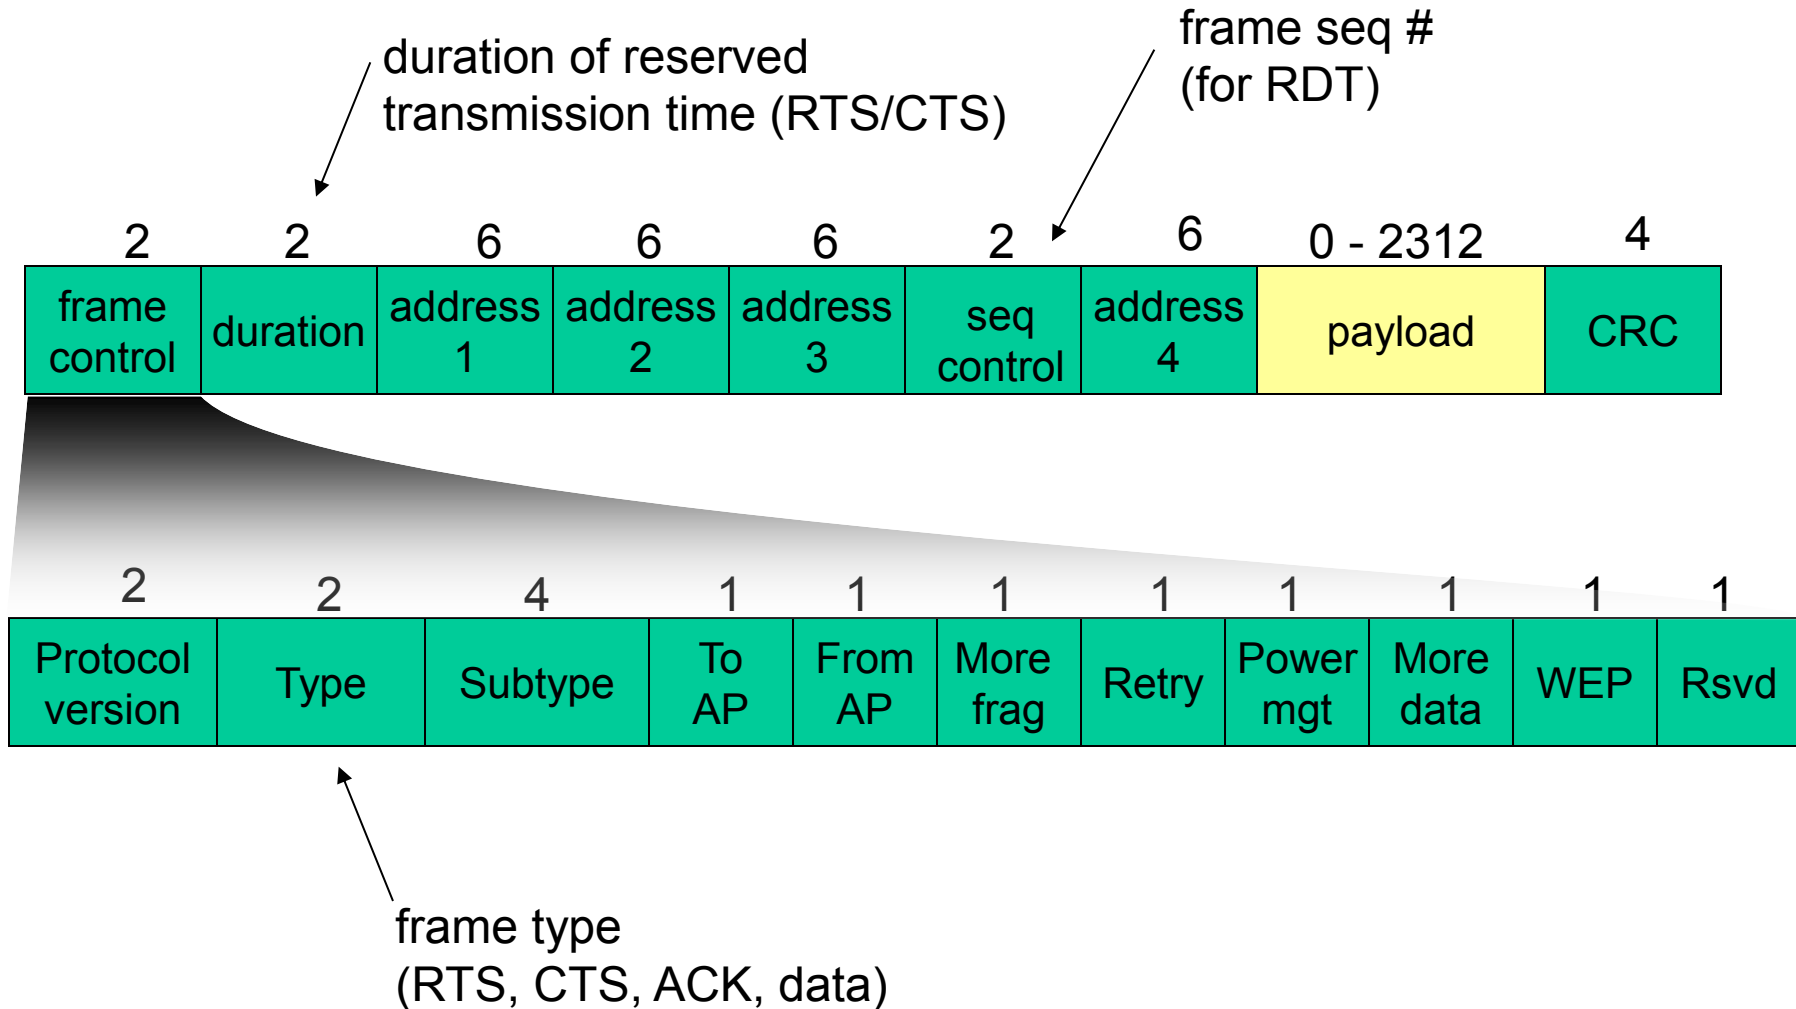 duration of reserved
transmission time (RTS/CTS)
frame seq #
(for RDT)
2 2 6 6 6 2 6 0 - 2312 4
frame
control
duration
address
1
address
2
address
3
seq
control
address
4
payload
CRC
2 2 4 1 1 1 1 1 1 1 1
Protocol
version
Type
Subtype
To
AP
From
AP
More
frag
Retry
Power
mgt
More
data
WEP
Rsvd
frame type
(RTS, CTS, ACK, data)